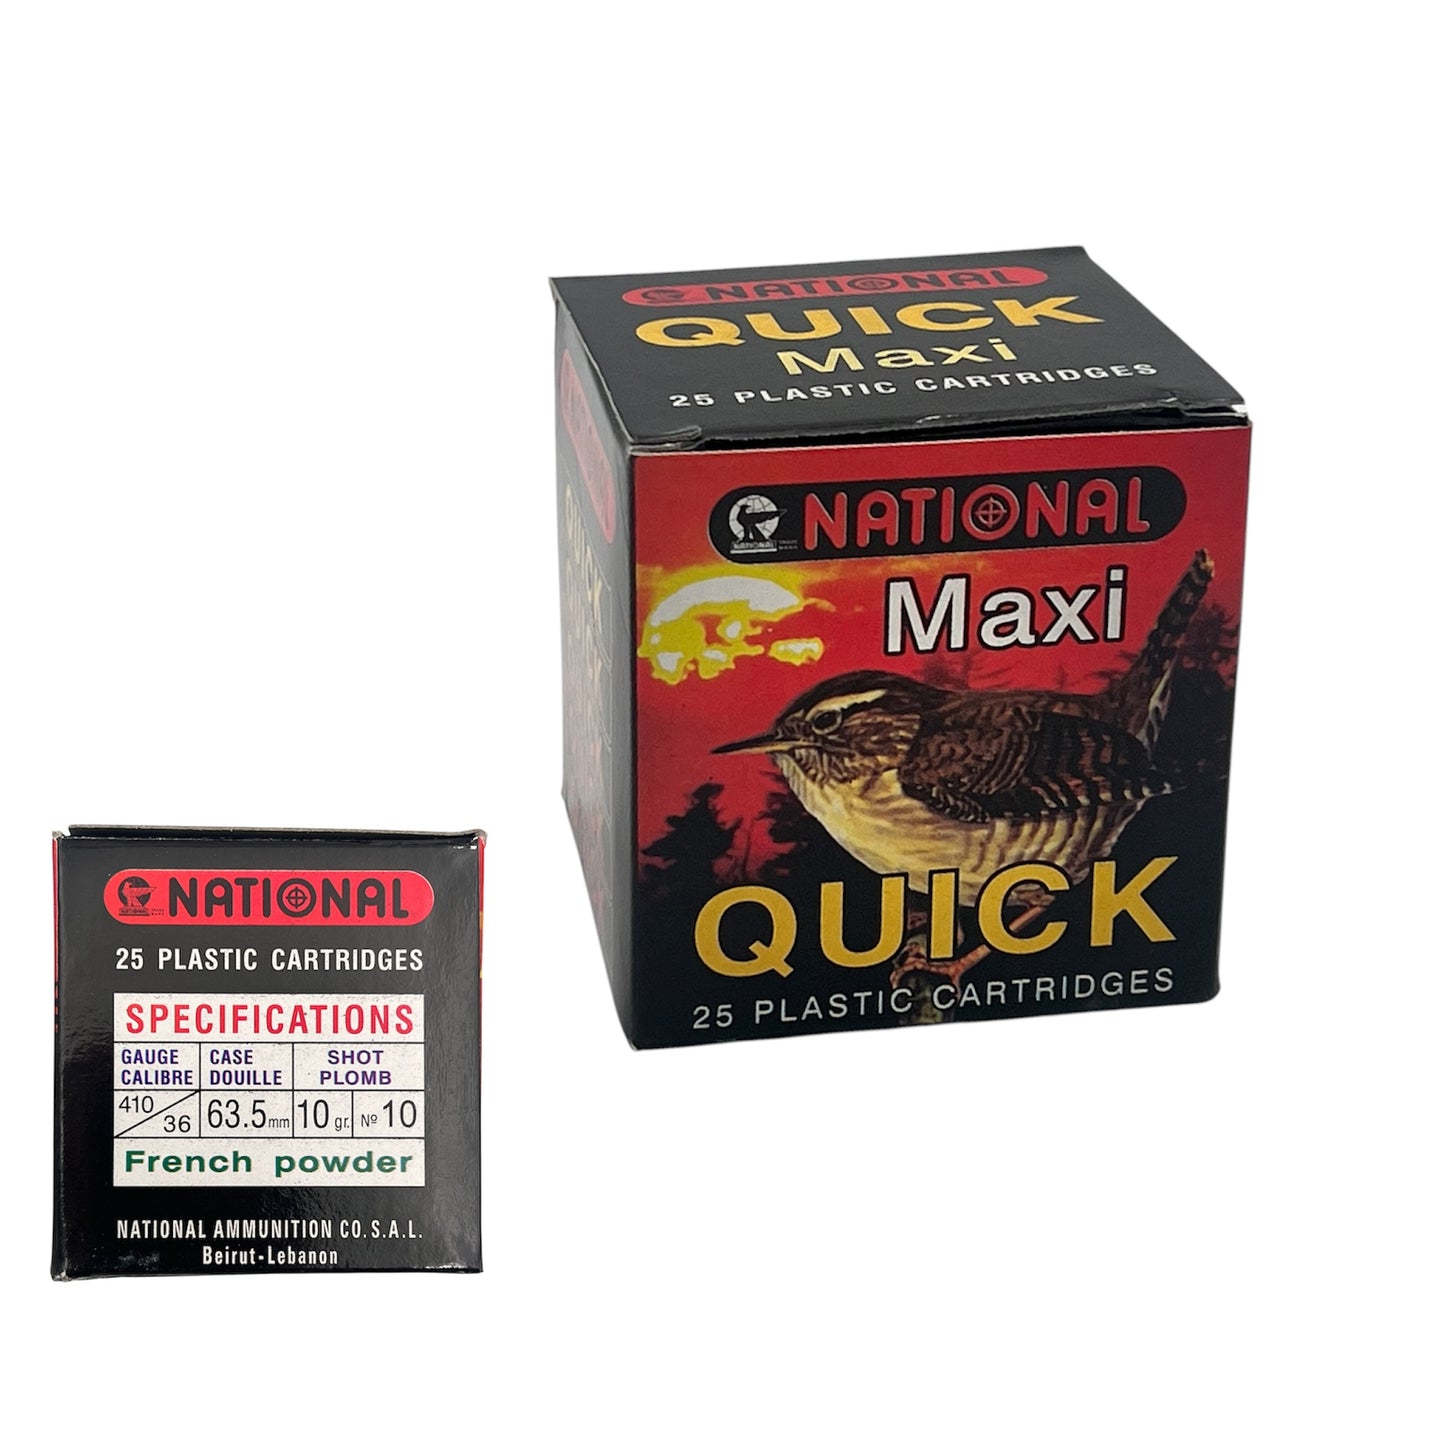 NATIONAL
QUICK
Maxi
25 PLASTIC CARTRIDGES
NATIONAL
NATIONAL
Maxi
QUICK
25 PLASTIC CARTRIDGES
QUICK
NATIONAL
25 PLASTIC CARTRIDGES
SPECIFICATIONS
GAUGE CASE SHOT
CALIBRE DOUILLE PLOMB
410/36 63.5mm 10 gr. Nº 10
French powder
NATIONAL AMMUNITION CO. S.A.L.
Beirut-Lebanon